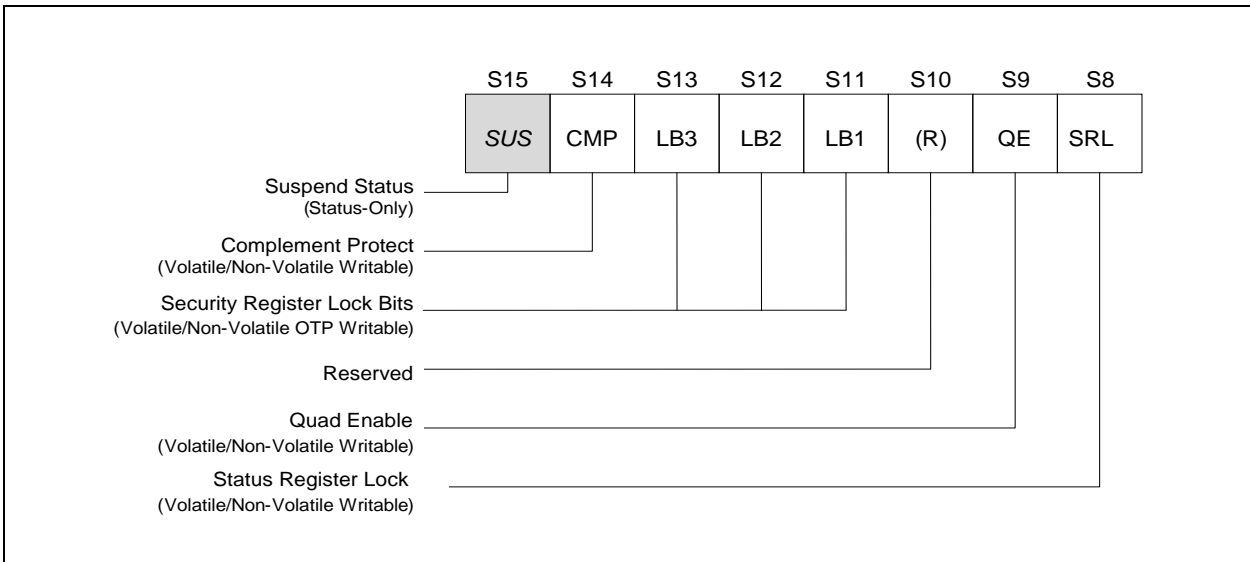 S15 S14 S13 S12 S11 S10 S9 S8
SUS CMP LB3 LB2 LB1 (R) QE SRL
Suspend Status
(Status-Only)
Complement Protect
(Volatile/Non-Volatile Writable)
Security Register Lock Bits
(Volatile/Non-Volatile OTP Writable)
Reserved
Quad Enable
(Volatile/Non-Volatile Writable)
Status Register Lock
(Volatile/Non-Volatile Writable)